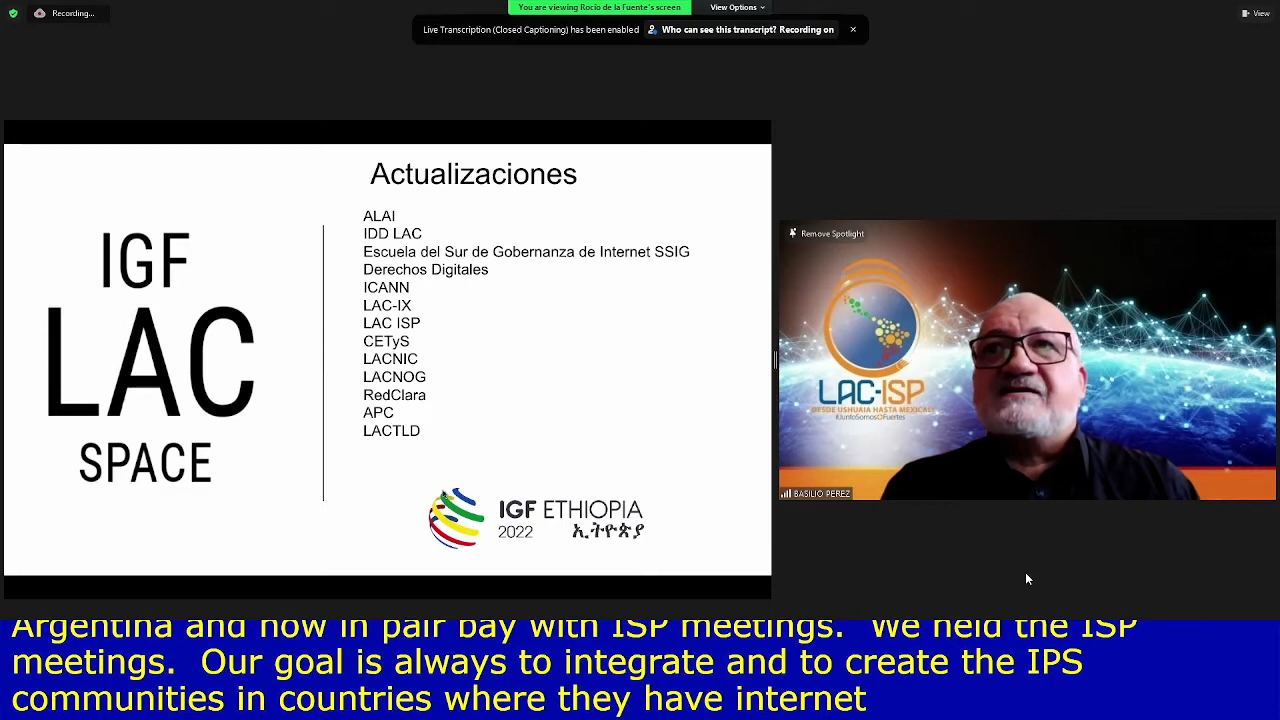 Recording...
You are viewing Rocío de la Fuente's screen
View Options
View
Live Transcription (Closed Captioning) has been enabled
Who can see this transcript? Recording on
Actualizaciones
IGF
LAC
SPACE
ALAI
IDD LAC
Escuela del Sur de Gobernanza de Internet SSIG
Derechos Digitales
ICANN
LAC-IX
LAC ISP
CETyS
LACNIC
LACNOG
RedClara
APC
LACTLD
IGF ETHIOPIA
2022 ኢትዮጵያ
Remove Spotlight
LAC-ISP
DESDE USHUAIA HASTA MEXICALI
#JuntoSomosOFuertes
BASILIO PEREZ
Argentina and now in pair bay with ISP meetings. We held the ISP
meetings. Our goal is always to integrate and to create the IPS
communities in countries where they have internet